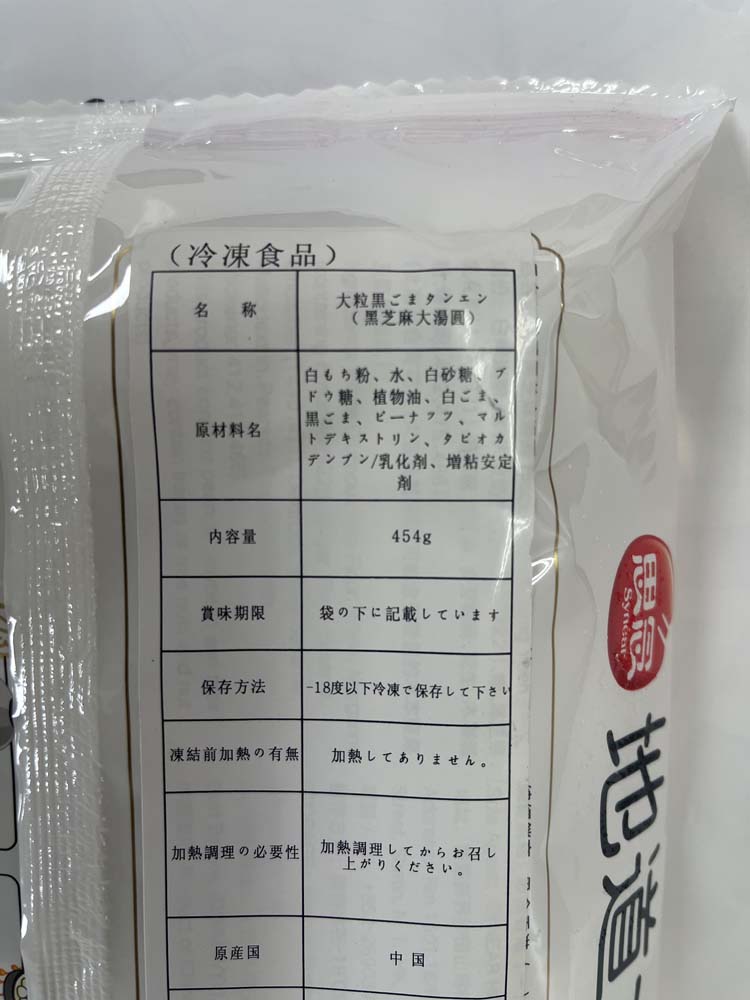 (冷凍食品)
名 称
大粒黒ごまタンエン
(黑芝麻大湯圓)
原材料名
白もち粉、水、白砂糖、ブ
ドウ糖、植物油、白ごま、
黒ごま、ピーナッツ、マル
トデキストリン、タピオカ
デンプン/乳化剤、増粘安定
剤
内容量
454g
賞味期限
袋の下に記載しています
保存方法
-18度以下冷凍で保存して下さい
凍結前加熱の有無
加熱してありません。
加熱調理の必要性
加熱調理してからお召し
上がりください。
原産国
中国
思念
Synear
地道